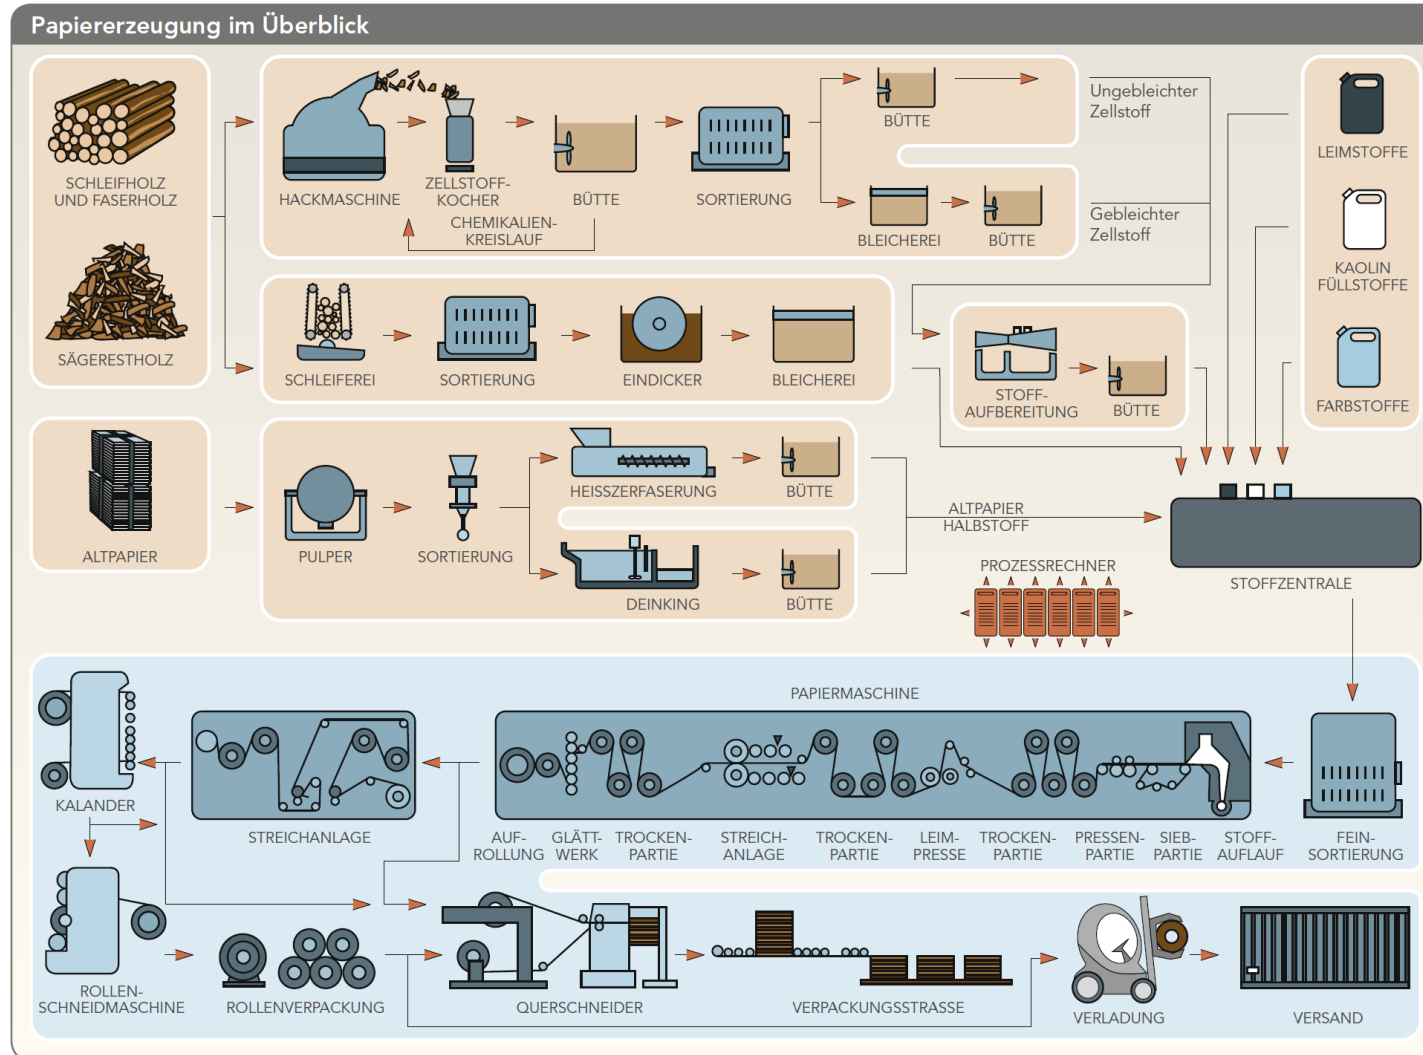 Papiererzeugung im Überblick
SCHLEIFHOLZ
UND FASERHOLZ
SÄGERESTHOLZ
HACKMASCHINE
ZELLSTOFF-
KOCHER
BÜTTE
SORTIERUNG
BÜTTE
Ungebleichter
Zellstoff
CHEMIKALIEN-
KREISLAUF
BLEICHEREI
BÜTTE
Gebleichter
Zellstoff
LEIMSTOFFE
KAOLIN
FÜLLSTOFFE
FARBSTOFFE
SCHLEIFEREI
SORTIERUNG
EINDICKER
BLEICHEREI
STOFF-
AUFBEREITUNG
BÜTTE
ALTPAPIER
PULPER
SORTIERUNG
HEISSZERFASERUNG
BÜTTE
DEINKING
BÜTTE
ALTPAPIER
HALBSTOFF
PROZESSRECHNER
STOFFZENTRALE
PAPIERMASCHINE
KALANDER
STREICHANLAGE
AUF-
ROLLUNG
GLÄTT-
WERK
TROCKEN-
PARTIE
STREICH-
ANLAGE
TROCKEN-
PARTIE
LEIM-
PRESSE
TROCKEN-
PARTIE
PRESSEN-
PARTIE
SIEB-
PARTIE
STOFF-
AUFLAUF
FEIN-
SORTIERUNG
ROLLEN-
SCHNEIDMASCHINE
ROLLENVERPACKUNG
QUERSCHNEIDER
VERPACKUNGSSTRASSE
VERLADUNG
VERSAND